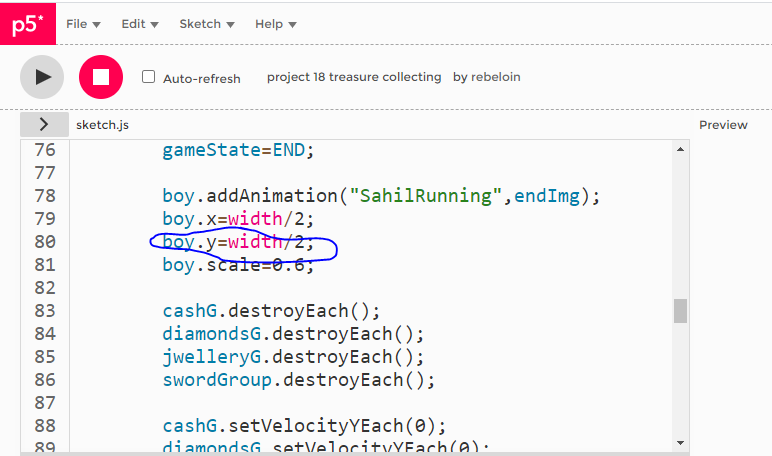 p5* File Edit Sketch Help
Auto-refresh project 18 treasure collecting by rebeloin
> sketch.js Preview
76 gameState=END;
77
78 boy.addAnimation("SahilRunning",endImg);
79 boy.x=width/2;
80 boy.y=width/2;
81 boy.scale=0.6;
82
83 cashG.destroyEach();
84 diamondsG.destroyEach();
85 jwelleryG.destroyEach();
86 swordGroup.destroyEach();
87
88 cashG.setVelocityYEach(0);
89 diamondsG.setVelocityYEach(0);